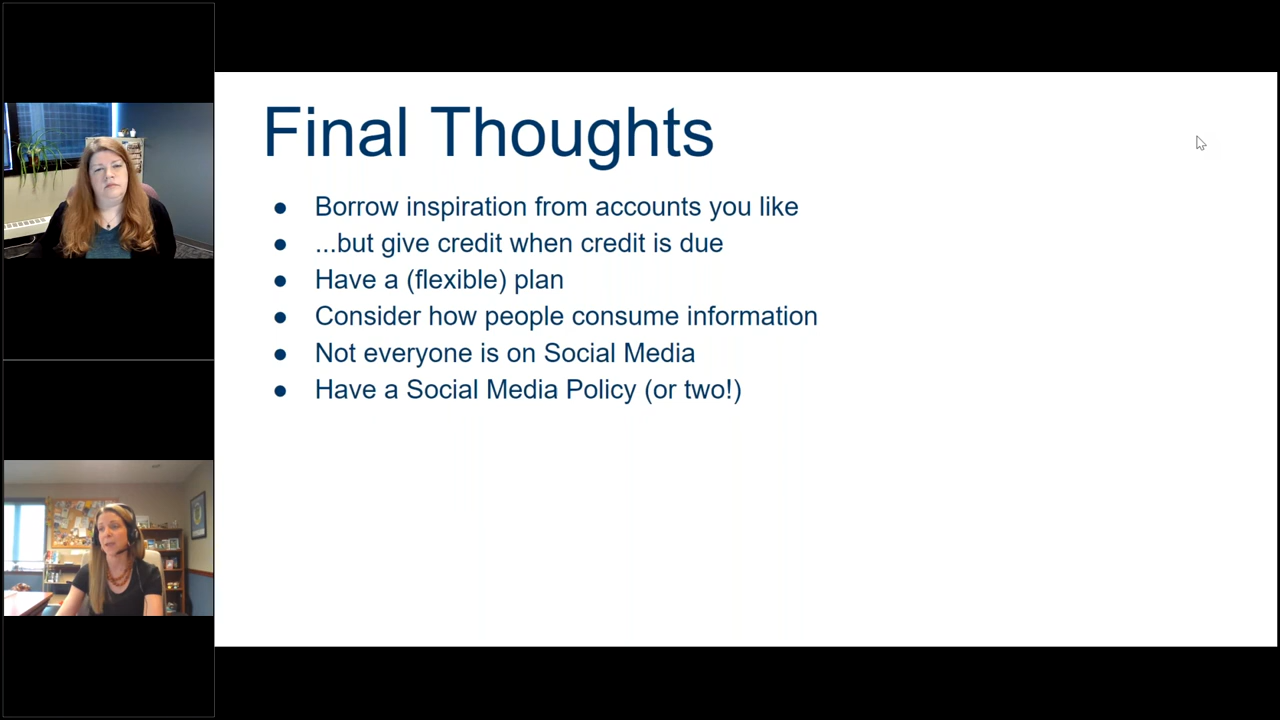 Final Thoughts
● Borrow inspiration from accounts you like
● ...but give credit when credit is due
● Have a (flexible) plan
● Consider how people consume information
● Not everyone is on Social Media
● Have a Social Media Policy (or two!)